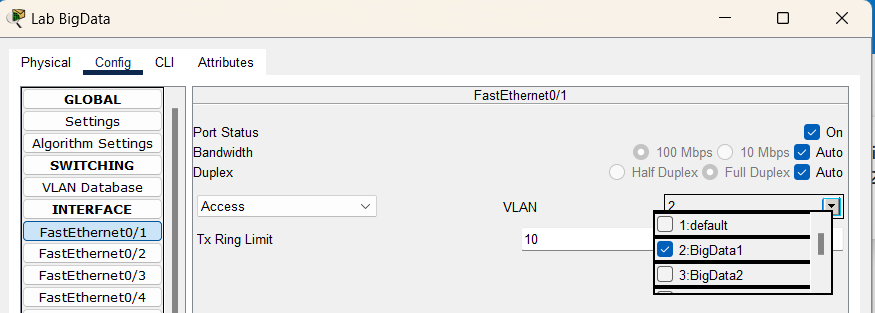 Lab BigData
Physical Config CLI Attributes
GLOBAL
Settings
Algorithm Settings
SWITCHING
VLAN Database
INTERFACE
FastEthernet0/1
FastEthernet0/2
FastEthernet0/3
FastEthernet0/4
FastEthernet0/1
Port Status On
Bandwidth 100 Mbps 10 Mbps Auto
Duplex Half Duplex Full Duplex Auto
Access VLAN 2
1:default
2:BigData1
3:BigData2
Tx Ring Limit 10